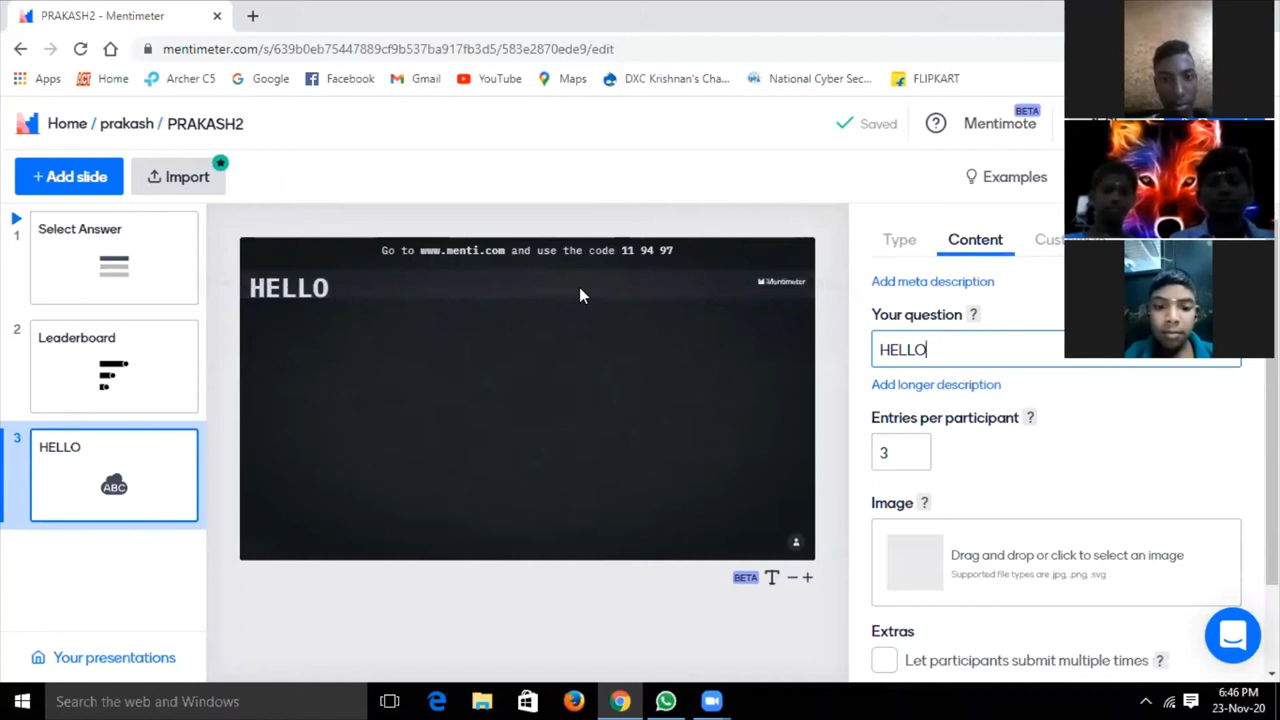 PRAKASH2 - Mentimeter
mentimeter.com/s/639b0eb75447889cf9b537ba917fb3d5/583e2870ede9/edit
Apps Home Archer C5 Google Facebook Gmail YouTube Maps DXC Krishnan's Cha... National Cyber Sec... FLIPKART
Home / prakash / PRAKASH2
Saved
?
Mentimote
BETA
+ Add slide
Import
Examples
1
Select Answer
2
Leaderboard
3
HELLO
ABC
Your presentations
Go to www.menti.com and use the code 11 94 97
HELLO
Mentimeter
BETA T − +
Type Content
Add meta description
Your question ?
HELLO
Add longer description
Entries per participant ?
3
Image ?
Drag and drop or click to select an image
Supported file types are .jpg, .png, .svg
Extras
Let participants submit multiple times ?
Search the web and Windows
6:46 PM
23-Nov-20